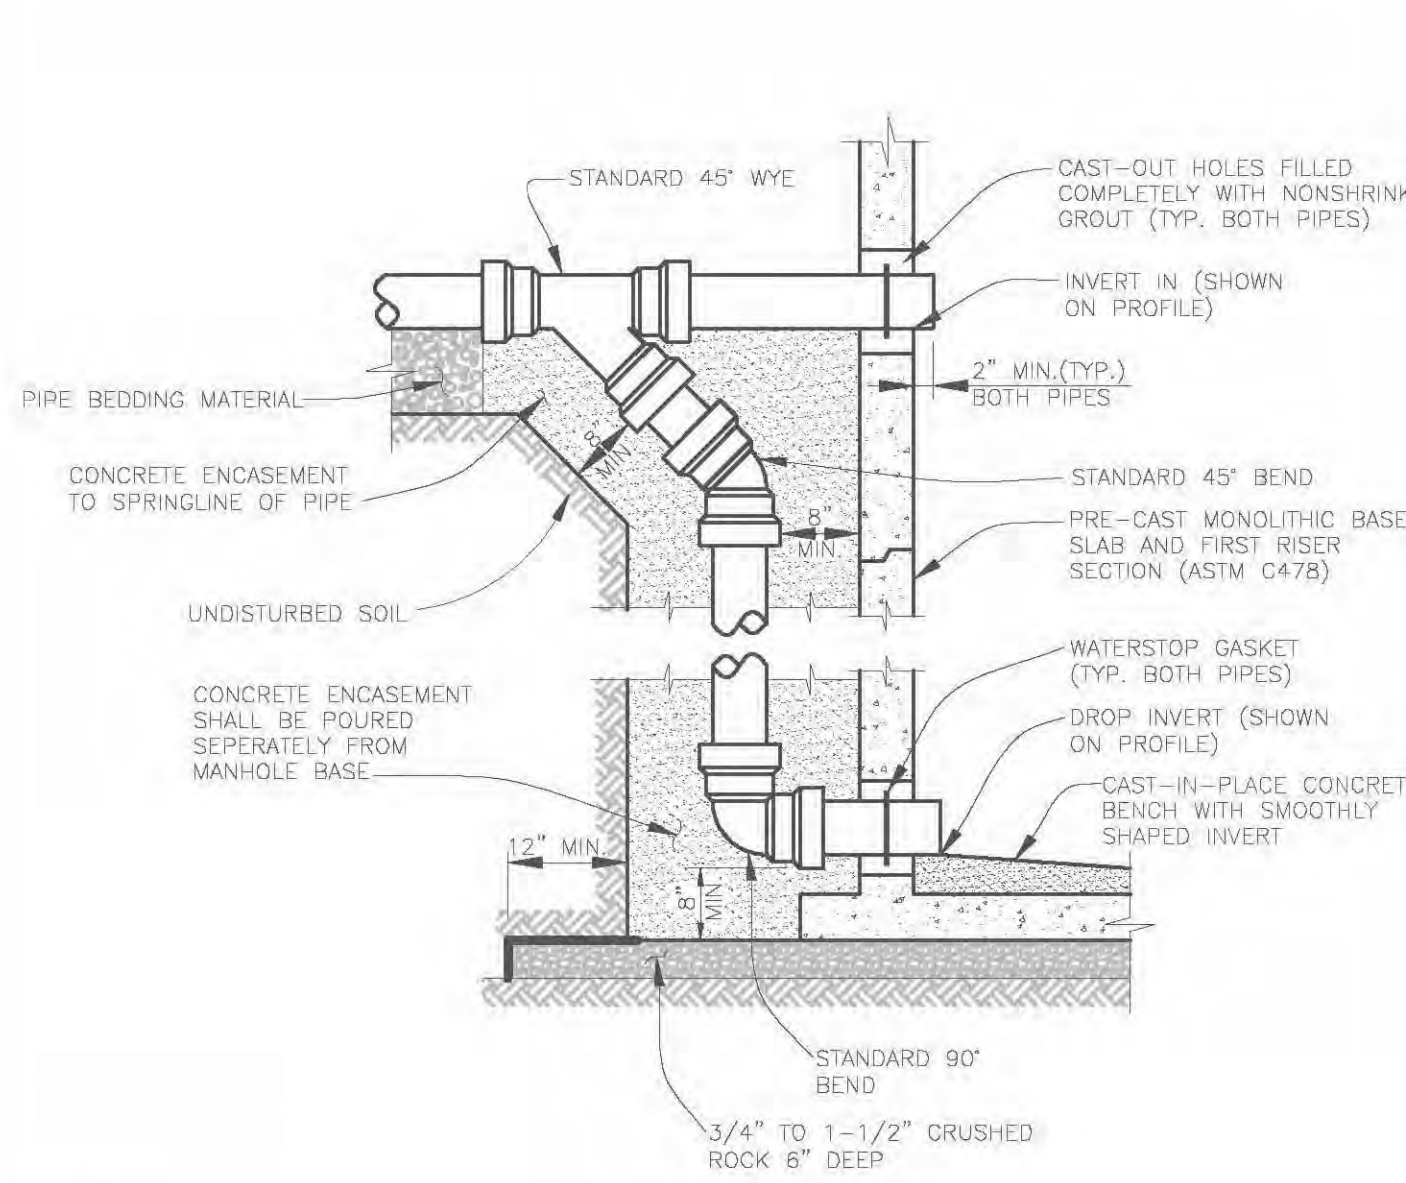 STANDARD 45° WYE
CAST-OUT HOLES FILLED
COMPLETELY WITH NONSHRINK
GROUT (TYP. BOTH PIPES)
INVERT IN (SHOWN
ON PROFILE)
2" MIN.(TYP.)
BOTH PIPES
PIPE BEDDING MATERIAL
8"
MIN.
CONCRETE ENCASEMENT
TO SPRINGLINE OF PIPE
STANDARD 45° BEND
8"
MIN.
PRE-CAST MONOLITHIC BASE
SLAB AND FIRST RISER
SECTION (ASTM C478)
UNDISTURBED SOIL
WATERSTOP GASKET
(TYP. BOTH PIPES)
CONCRETE ENCASEMENT
SHALL BE POURED
SEPERATELY FROM
MANHOLE BASE
DROP INVERT (SHOWN
ON PROFILE)
CAST-IN-PLACE CONCRET
BENCH WITH SMOOTHLY
SHAPED INVERT
12" MIN.
8"
MIN
STANDARD 90°
BEND
3/4" TO 1-1/2" CRUSHED
ROCK 6" DEEP